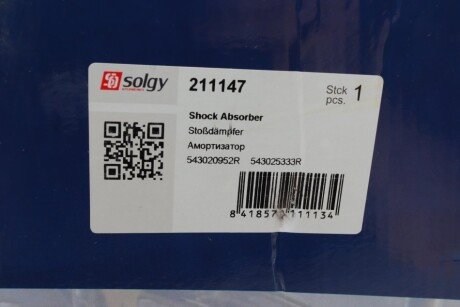 solgy
211147
Stck
pcs. 1
Shock Absorber
Stoßdämpfer
Амортизатор
543020952R 543025333R